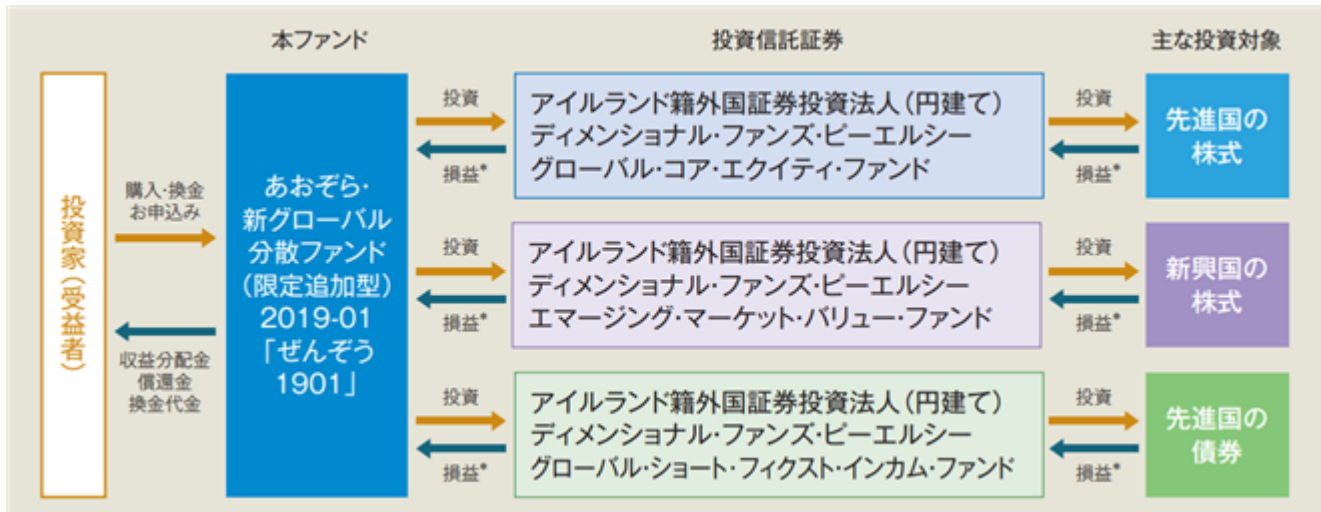 本ファンド
投資信託証券
主な投資対象
投資家(受益者)
購入・換金
お申込み
収益分配金
償還金
換金代金
あおぞら・
新グローバル
分散ファンド
(限定追加型)
2019-01
「ぜんぞう
1901」
投資
損益*
アイルランド籍外国証券投資法人(円建て)
ディメンショナル・ファンズ・ピーエルシー
グローバル・コア・エクイティ・ファンド
投資
損益*
先進国の
株式
投資
損益*
アイルランド籍外国証券投資法人(円建て)
ディメンショナル・ファンズ・ピーエルシー
エマージング・マーケット・バリュー・ファンド
投資
損益*
新興国の
株式
投資
損益*
アイルランド籍外国証券投資法人(円建て)
ディメンショナル・ファンズ・ピーエルシー
グローバル・ショート・フィクスト・インカム・ファンド
投資
損益*
先進国の
債券